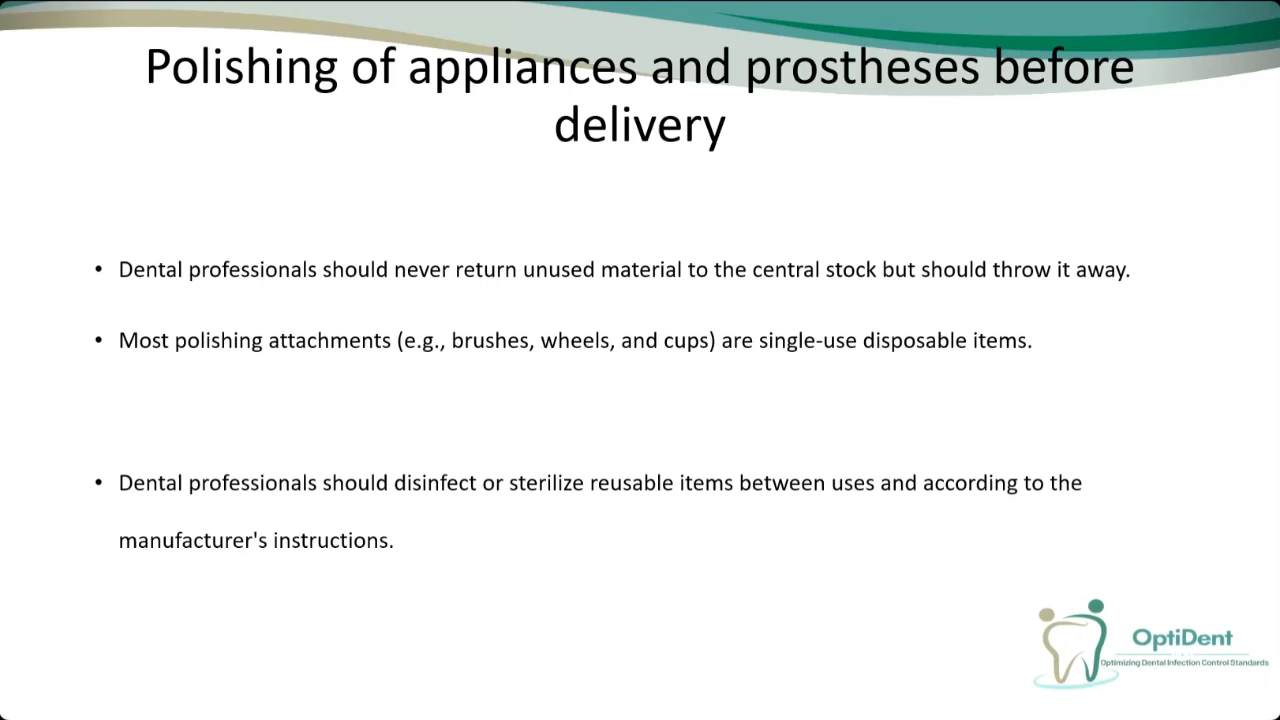 Polishing of appliances and prostheses before
delivery
• Dental professionals should never return unused material to the central stock but should throw it away.
• Most polishing attachments (e.g., brushes, wheels, and cups) are single-use disposable items.
• Dental professionals should disinfect or sterilize reusable items between uses and according to the
manufacturer's instructions.
OptiDent
Optimizing Dental Infection Control Standards